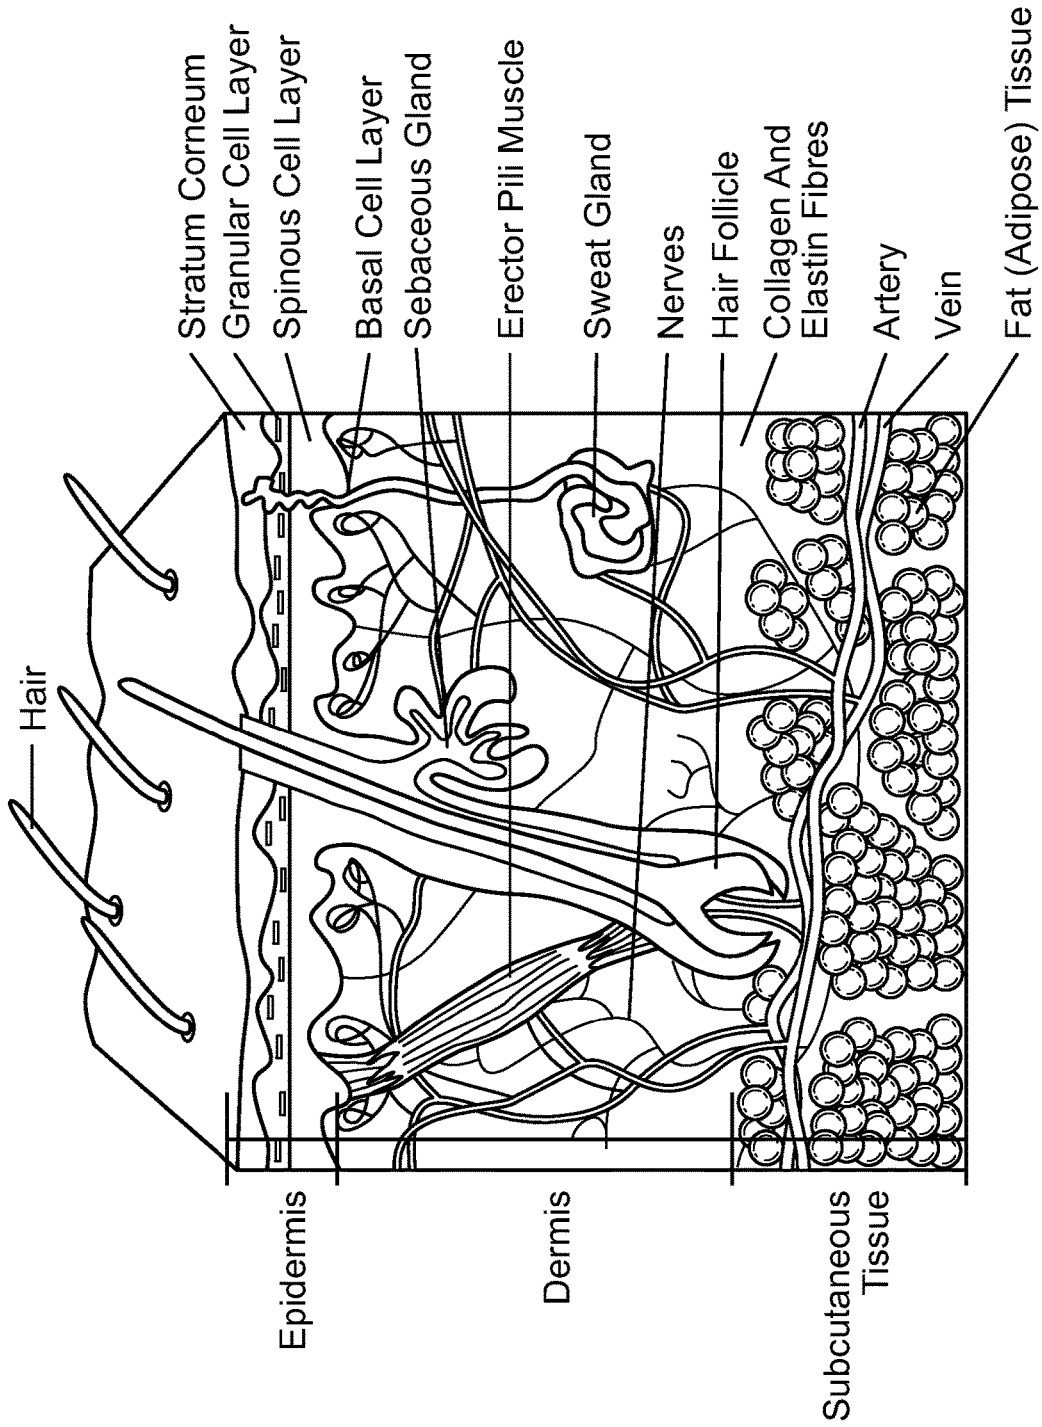 Hair
Stratum Corneum
Granular Cell Layer
Spinous Cell Layer
Basal Cell Layer
Sebaceous Gland
Erector Pili Muscle
Sweat Gland
Nerves
Hair Follicle
Collagen And
Elastin Fibres
Artery
Vein
Fat (Adipose) Tissue
Epidermis
Dermis
Subcutaneous
Tissue